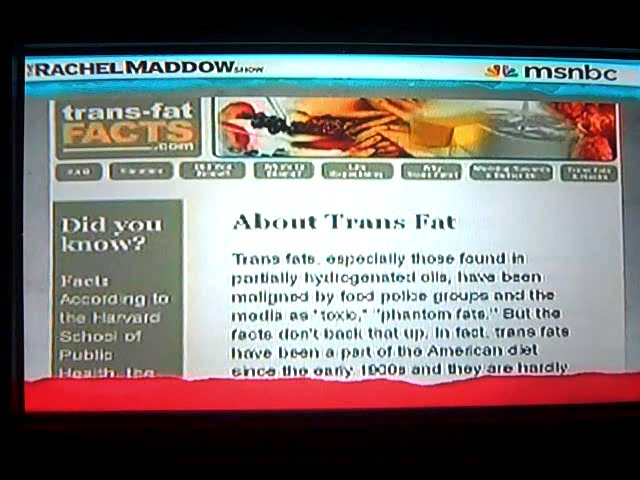 THE RACHEL MADDOW SHOW
msnbc
trans-fat
FACTS
.com
Did you
know?
About Trans Fat
Fact:
According to
the Harvard
School of
Public
Health, the
Trans fats, especially those found in
partially hydrogenated oils, have been
maligned by food police groups and the
media as "toxic," "phantom fats." But the
facts don't back that up. In fact, trans fats
have been a part of the American diet
since the early 1900s and they are hardly